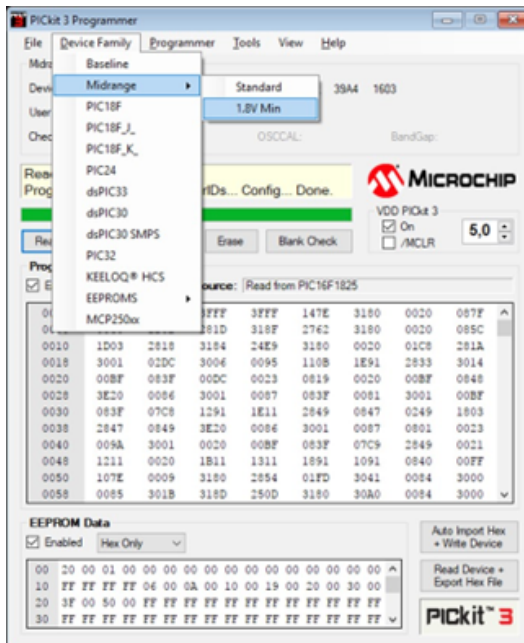 PICkit 3 Programmer
File Device Family Programmer Tools View Help
Baseline
Midrange
Standard
1.8V Min
39A4 1603
PIC18F
PIC18F_J_
PIC18F_K_
OSCCAL:
BandGap:
PIC24
dsPIC33
dsPIC30
dsPIC30 SMPS
PIC32
KEELOQ® HCS
EEPROMS
MCP250xx
rIDs... Config... Done.
MICROCHIP
VDD PICkit 3
On
/MCLR
5,0
Erase
Blank Check
Read from PIC16F1825
3FFF 3FFF 147E 3180 0020 087F
281D 318F 2762 3180 0020 085C
0010 1D03 2818 3184 24E9 3180 0020 01C8 281A
0018 3001 02DC 3006 0095 110B 1E91 2833 3014
0020 00BF 083F 00DC 0023 0819 0020 00BF 0848
0028 3E20 0086 3001 0087 083F 0081 3001 00BF
0030 083F 07C8 1291 1E11 2849 0847 0249 1803
0038 2847 0849 3E20 0086 3001 0087 0801 0023
0040 009A 3001 0020 00BF 083F 07C9 2849 0021
0048 1211 0020 1B11 1311 1891 1091 0840 00FF
0050 107E 0009 3180 2854 01FD 3041 0084 3000
0058 0085 301B 318D 250D 3180 30A0 0084 3000
EEPROM Data
Enabled
Hex Only
00 20 00 01 00 00 00 00 00 00 00 00 00 00 00 00 00
10 FF FF FF FF 06 00 0A 00 10 00 19 00 20 00 30 00
20 3F 00 50 00 FF FF FF FF FF FF FF FF FF FF FF FF
30 FF FF FF FF FF FF FF FF FF FF FF FF FF FF FF FF
Auto Import Hex
+ Write Device
Read Device +
Export Hex File
PICkit™ 3